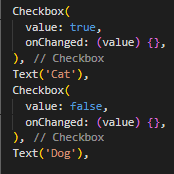 Checkbox(
  value: true,
  onChanged: (value) {},
), // Checkbox
Text('Cat'),
Checkbox(
  value: false,
  onChanged: (value) {},
), // Checkbox
Text('Dog'),